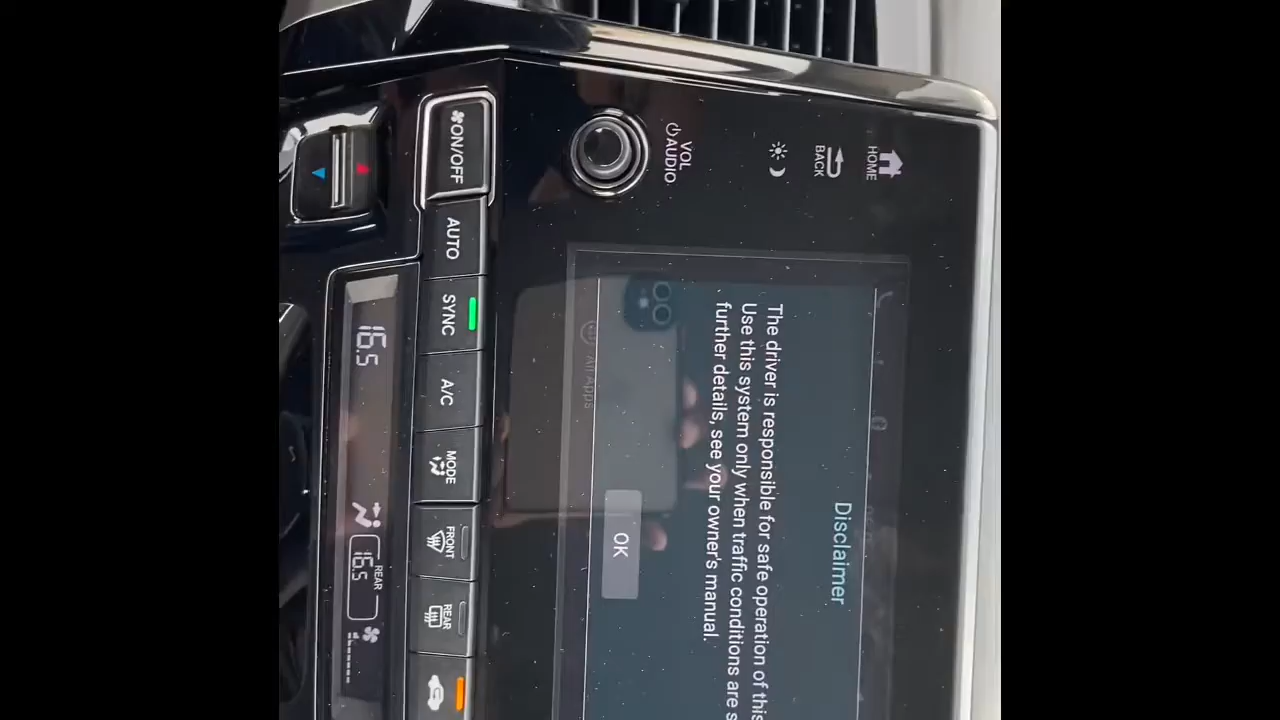 HOME
BACK
VOL
AUDIO
Disclaimer
The driver is responsible for safe operation of this
Use this system only when traffic conditions are
further details, see your owner's manual.
OK
All Apps
ON/OFF
AUTO
SYNC
A/C
MODE
FRONT
REAR
16.5
REAR
16.5